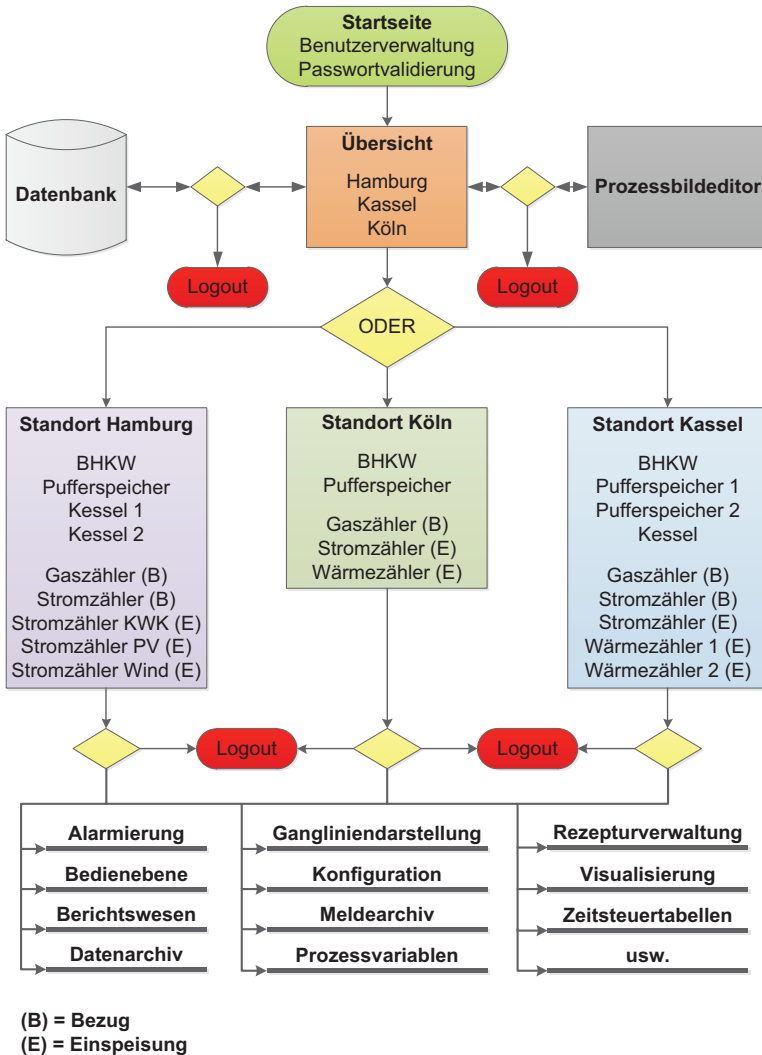 Startseite
Benutzerverwaltung
Passwortvalidierung
Datenbank
Übersicht
Hamburg
Kassel
Köln
Prozessbildeditor
Logout
Logout
ODER
Standort Hamburg
BHKW
Pufferspeicher
Kessel 1
Kessel 2
Gaszähler (B)
Stromzähler (B)
Stromzähler KWK (E)
Stromzähler PV (E)
Stromzähler Wind (E)
Standort Köln
BHKW
Pufferspeicher
Gaszähler (B)
Stromzähler (E)
Wärmezähler (E)
Standort Kassel
BHKW
Pufferspeicher 1
Pufferspeicher 2
Kessel
Gaszähler (B)
Stromzähler (B)
Stromzähler (E)
Wärmezähler 1 (E)
Wärmezähler 2 (E)
Logout
Logout
Alarmierung
Bedienebene
Berichtswesen
Datenarchiv
Gangliniendarstellung
Konfiguration
Meldearchiv
Prozessvariablen
Rezepturverwaltung
Visualisierung
Zeitsteuertabellen
usw.
(B) = Bezug
(E) = Einspeisung